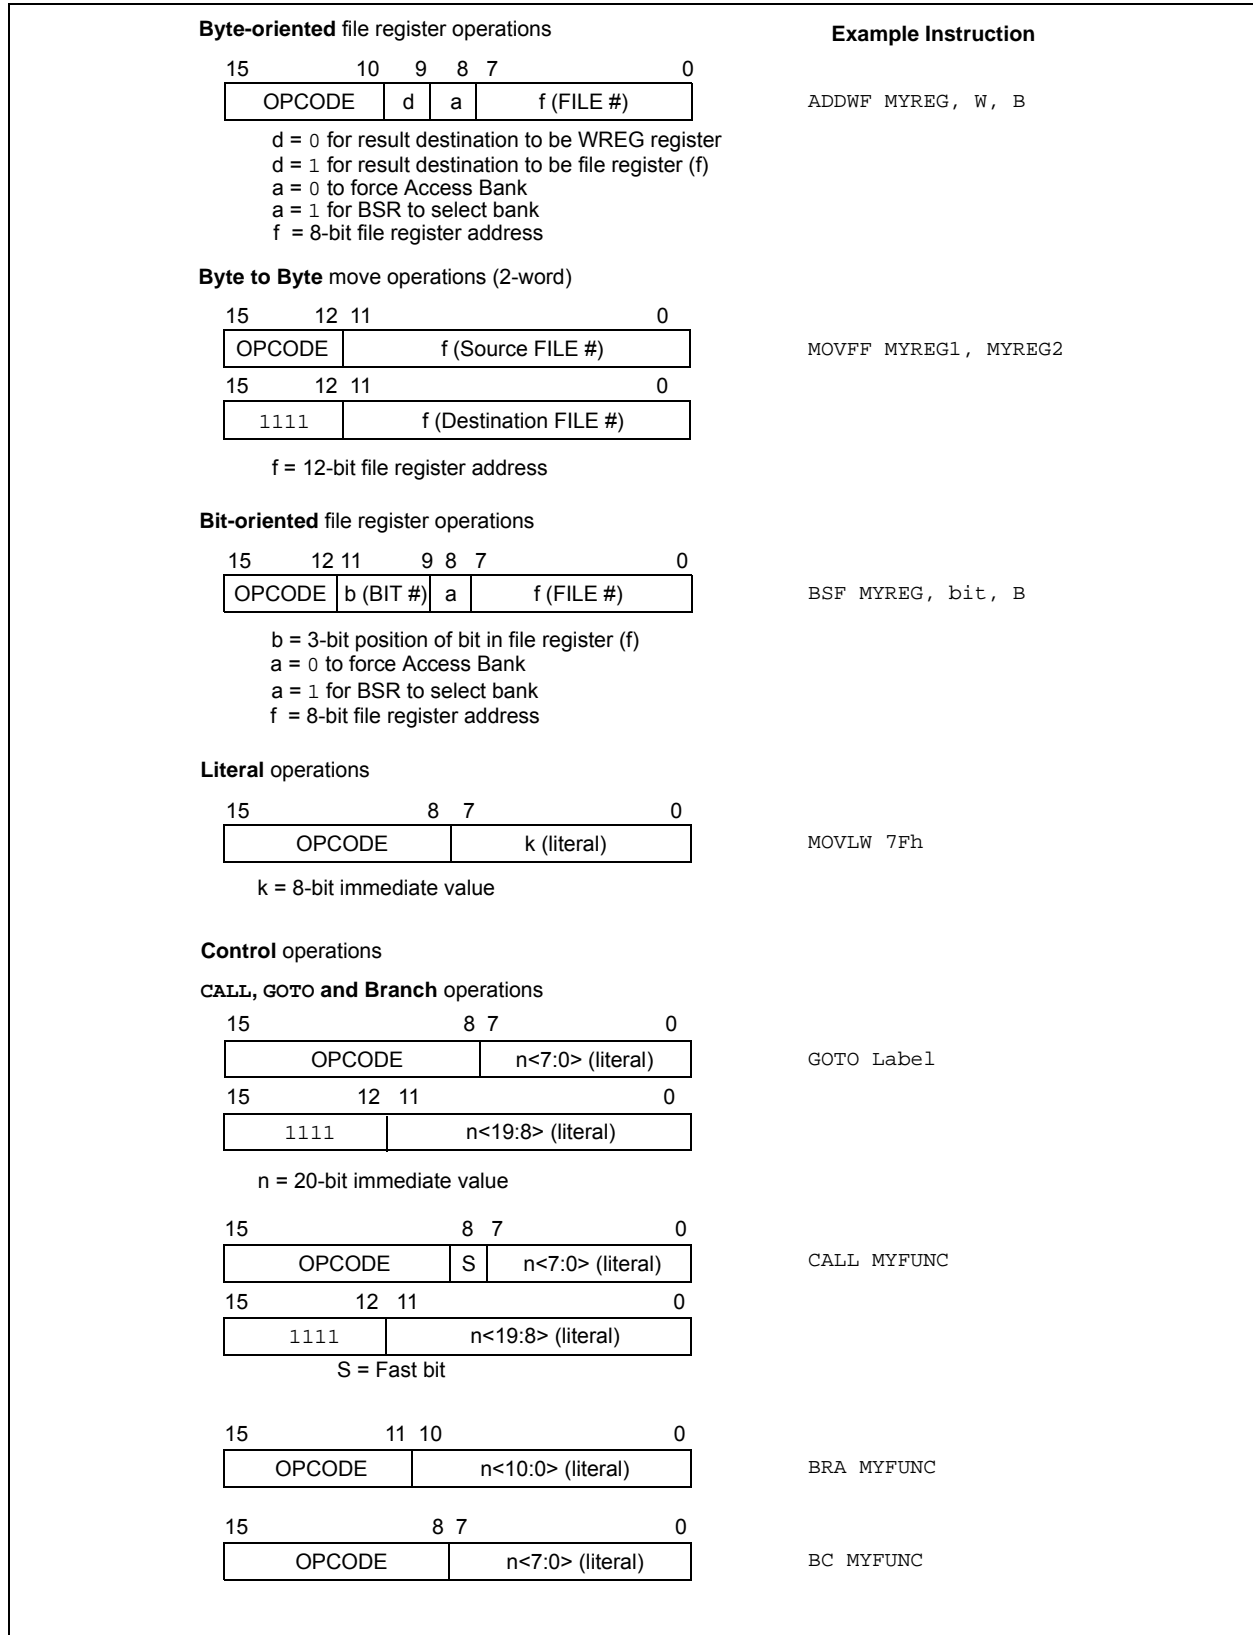 Byte-oriented file register operations
Example Instruction
15 10 9 8 7 0
OPCODE d a f (FILE #)
ADDWF MYREG, W, B
d = 0 for result destination to be WREG register
d = 1 for result destination to be file register (f)
a = 0 to force Access Bank
a = 1 for BSR to select bank
f = 8-bit file register address
Byte to Byte move operations (2-word)
15 12 11 0
OPCODE f (Source FILE #)
MOVFF MYREG1, MYREG2
15 12 11 0
1111 f (Destination FILE #)
f = 12-bit file register address
Bit-oriented file register operations
15 12 11 9 8 7 0
OPCODE b (BIT #) a f (FILE #)
BSF MYREG, bit, B
b = 3-bit position of bit in file register (f)
a = 0 to force Access Bank
a = 1 for BSR to select bank
f = 8-bit file register address
Literal operations
15 8 7 0
OPCODE k (literal)
MOVLW 7Fh
k = 8-bit immediate value
Control operations
CALL, GOTO and Branch operations
15 8 7 0
OPCODE n<7:0> (literal)
GOTO Label
15 12 11 0
1111 n<19:8> (literal)
n = 20-bit immediate value
15 8 7 0
OPCODE S n<7:0> (literal)
CALL MYFUNC
15 12 11 0
1111 n<19:8> (literal)
S = Fast bit
15 11 10 0
OPCODE n<10:0> (literal)
BRA MYFUNC
15 8 7 0
OPCODE n<7:0> (literal)
BC MYFUNC